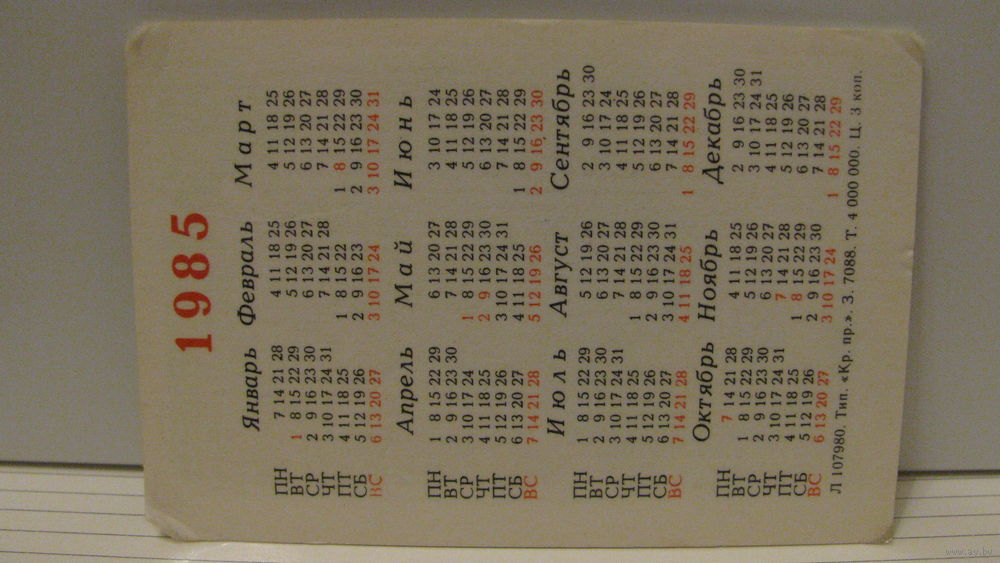 1985
Январь Февраль Март
ПН 7 14 21 28 4 11 18 25 4 11 18 25
ВТ 1 8 15 22 29 5 12 19 26 5 12 19 26
СР 2 9 16 23 30 6 13 20 27 6 13 20 27
ЧТ 3 10 17 24 31 7 14 21 28 7 14 21 28
ПТ 4 11 18 25 1 8 15 22 1 8 15 22 29
СБ 5 12 19 26 2 9 16 23 2 9 16 23 30
ВС 6 13 20 27 3 10 17 24 3 10 17 24 31
Апрель Май Июнь
ПН 1 8 15 22 29 6 13 20 27 3 10 17 24
ВТ 2 9 16 23 30 7 14 21 28 4 11 18 25
СР 3 10 17 24 1 8 15 22 29 5 12 19 26
ЧТ 4 11 18 25 2 9 16 23 30 6 13 20 27
ПТ 5 12 19 26 3 10 17 24 31 7 14 21 28
СБ 6 13 20 27 4 11 18 25 1 8 15 22 29
ВС 7 14 21 28 5 12 19 26 2 9 16 23 30
Июль Август Сентябрь
ПН 1 8 15 22 29 5 12 19 26 2 9 16 23 30
ВТ 2 9 16 23 30 6 13 20 27 3 10 17 24
СР 3 10 17 24 31 7 14 21 28 4 11 18 25
ЧТ 4 11 18 25 1 8 15 22 29 5 12 19 26
ПТ 5 12 19 26 2 9 16 23 30 6 13 20 27
СБ 6 13 20 27 3 10 17 24 31 7 14 21 28
ВС 7 14 21 28 4 11 18 25 1 8 15 22 29
Октябрь Ноябрь Декабрь
ПН 7 14 21 28 4 11 18 25 2 9 16 23 30
ВТ 1 8 15 22 29 5 12 19 26 3 10 17 24 31
СР 2 9 16 23 30 6 13 20 27 4 11 18 25
ЧТ 3 10 17 24 31 7 14 21 28 5 12 19 26
ПТ 4 11 18 25 1 8 15 22 29 6 13 20 27
СБ 5 12 19 26 2 9 16 23 30 7 14 21 28
ВС 6 13 20 27 3 10 17 24 1 8 15 22 29
Л 107980. Тип. «Кр. пр.». З. 7088. Т. 4 000 000. Ц. 3 коп.
www.ay.by